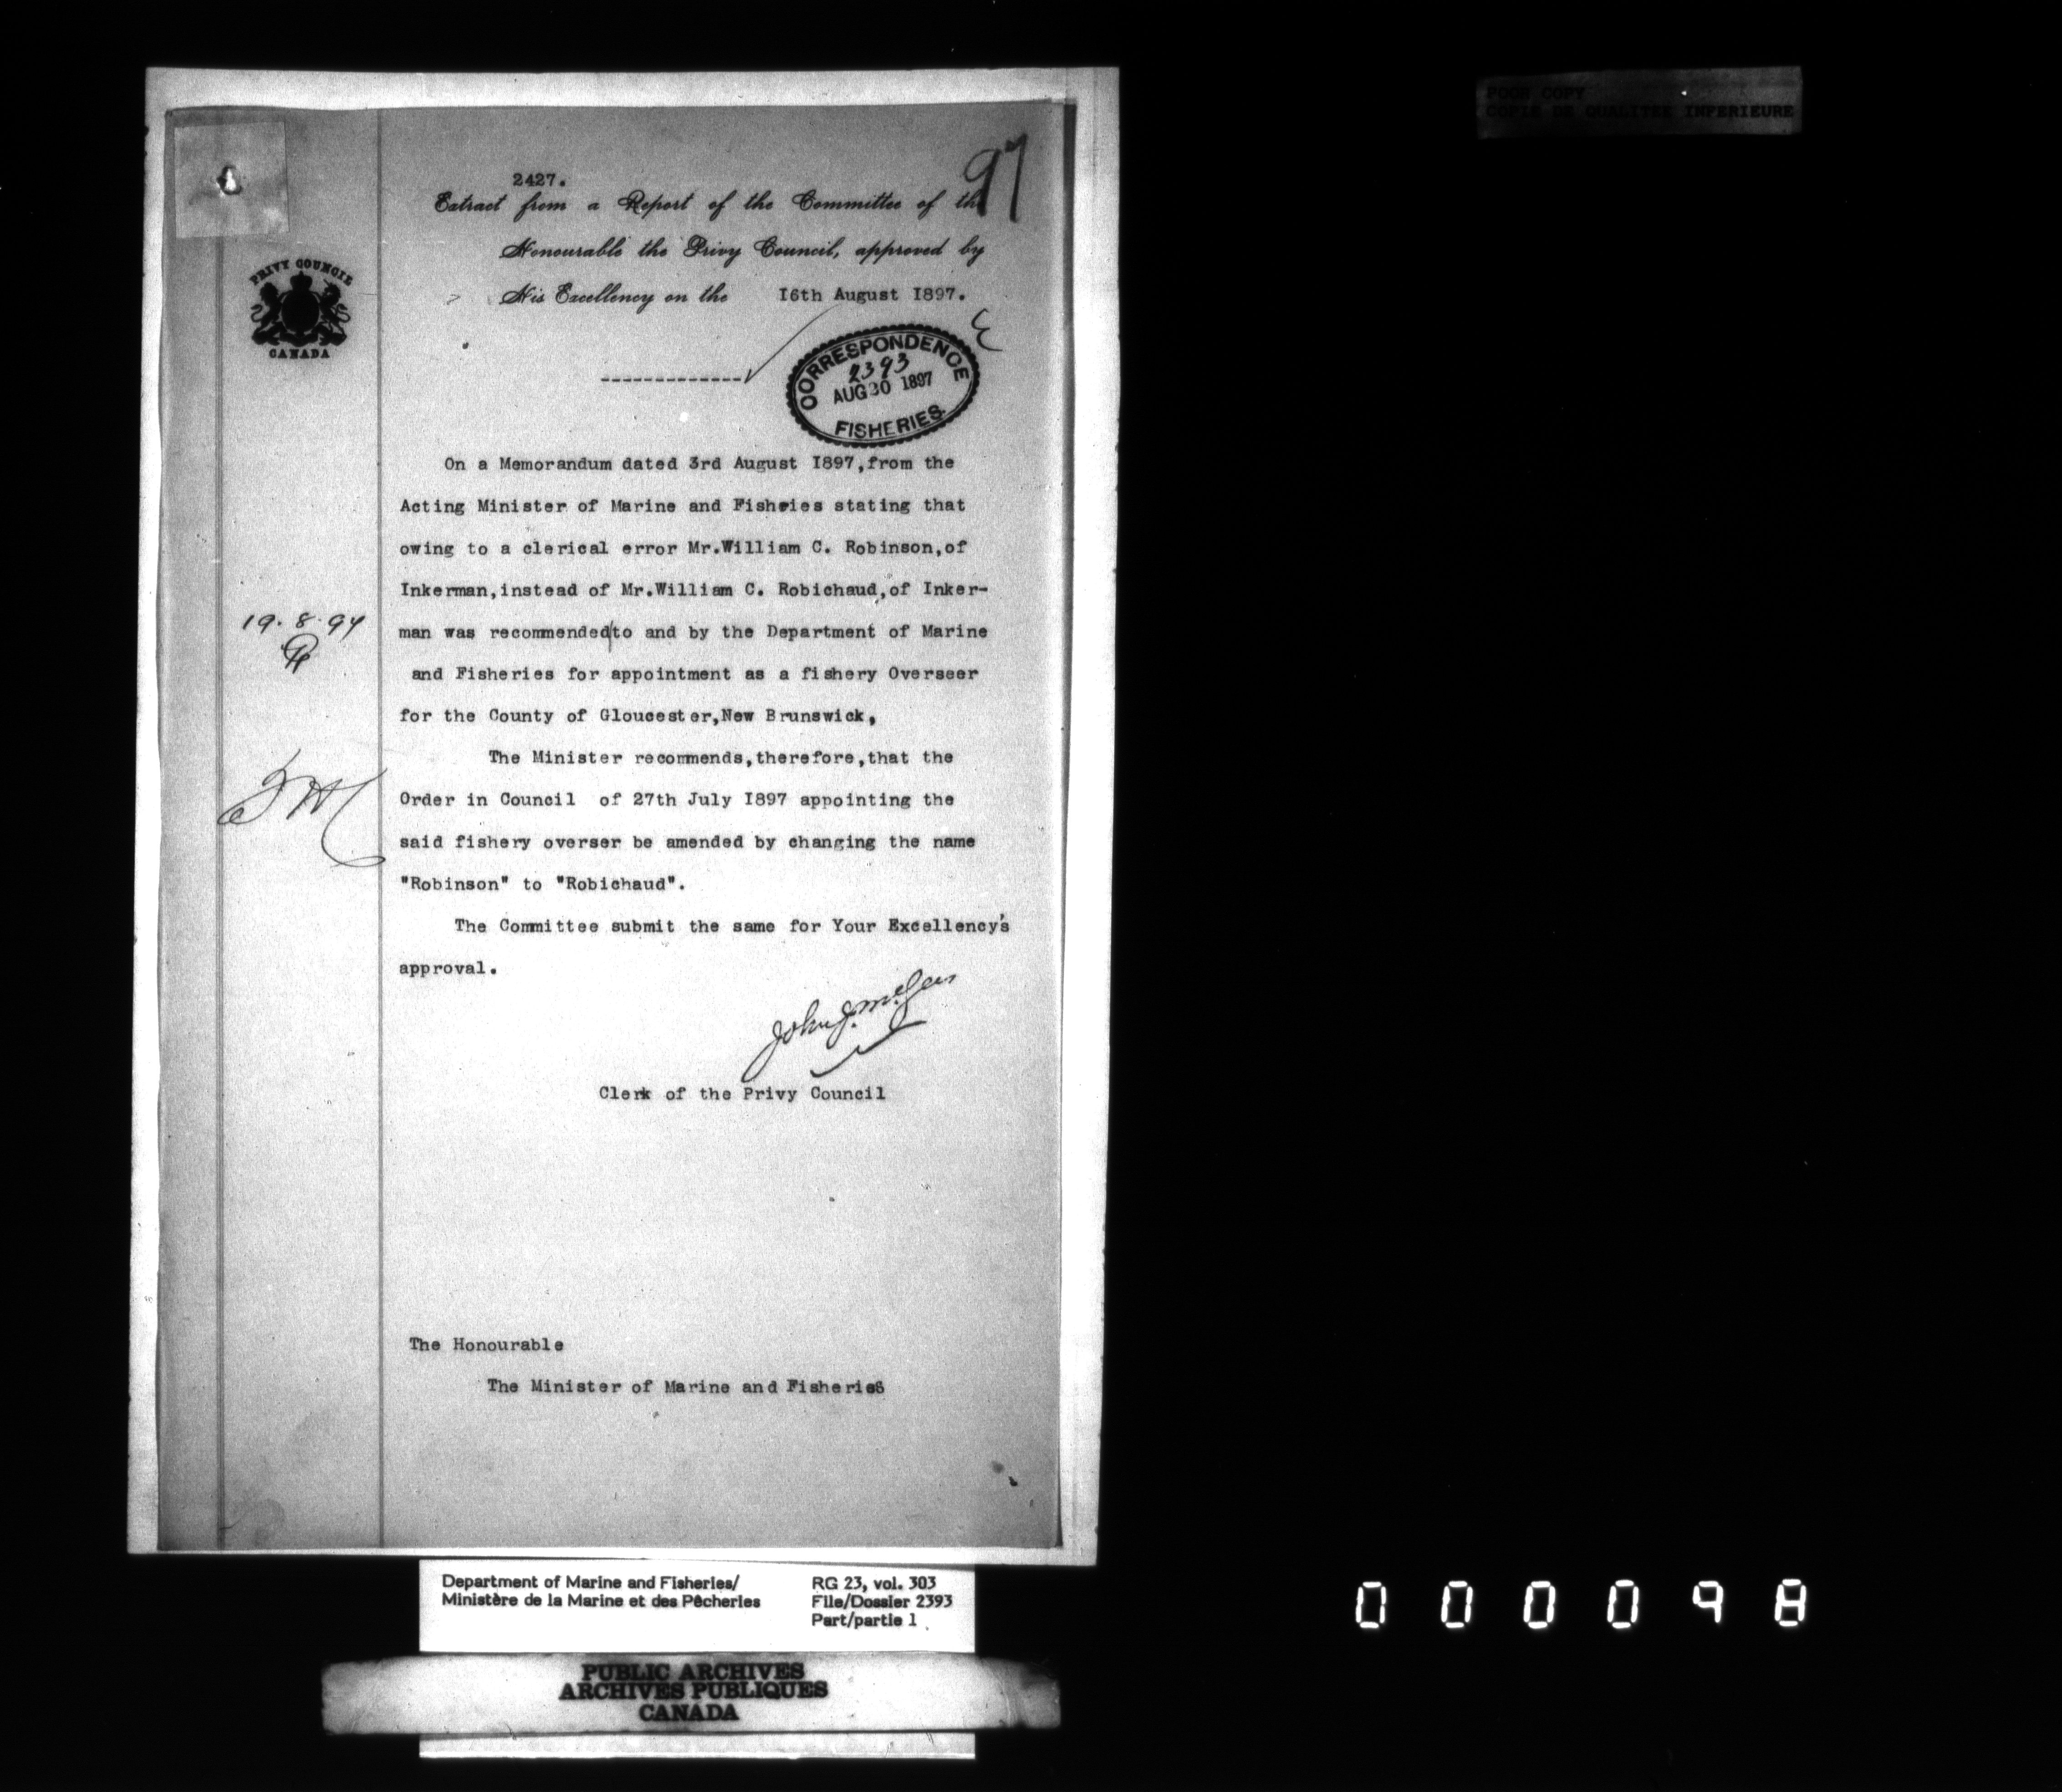 POOR COPY
COPIE DE QUALITEE INFERIEURE
97
2427.
Extract from a Report of the Committee of the
Honourable the Privy Council, approved by
His Excellency on the 16th August 1897.
PRIVY COUNCIL
CANADA
CORRESPONDENCE
2393
AUG 30 1897
FISHERIES.
On a Memorandum dated 3rd August 1897,from the
Acting Minister of Marine and Fisheries stating that
owing to a clerical error Mr.William C. Robinson,of
Inkerman,instead of Mr.William C. Robichaud,of Inker-
man was recommended to and by the Department of Marine
and Fisheries for appointment as a fishery Overseer
for the County of Gloucester,New Brunswick,
19.8.97
The Minister recommends,therefore,that the
Order in Council of 27th July 1897 appointing the
said fishery overser be amended by changing the name
"Robinson" to "Robichaud".
The Committee submit the same for Your Excellency's
approval.
John J. McGee
Clerk of the Privy Council
The Honourable
The Minister of Marine and Fisheries
Department of Marine and Fisheries/
Ministère de la Marine et des Pêcheries
RG 23, vol. 303
File/Dossier 2393
Part/partie 1
PUBLIC ARCHIVES
ARCHIVES PUBLIQUES
CANADA
000098